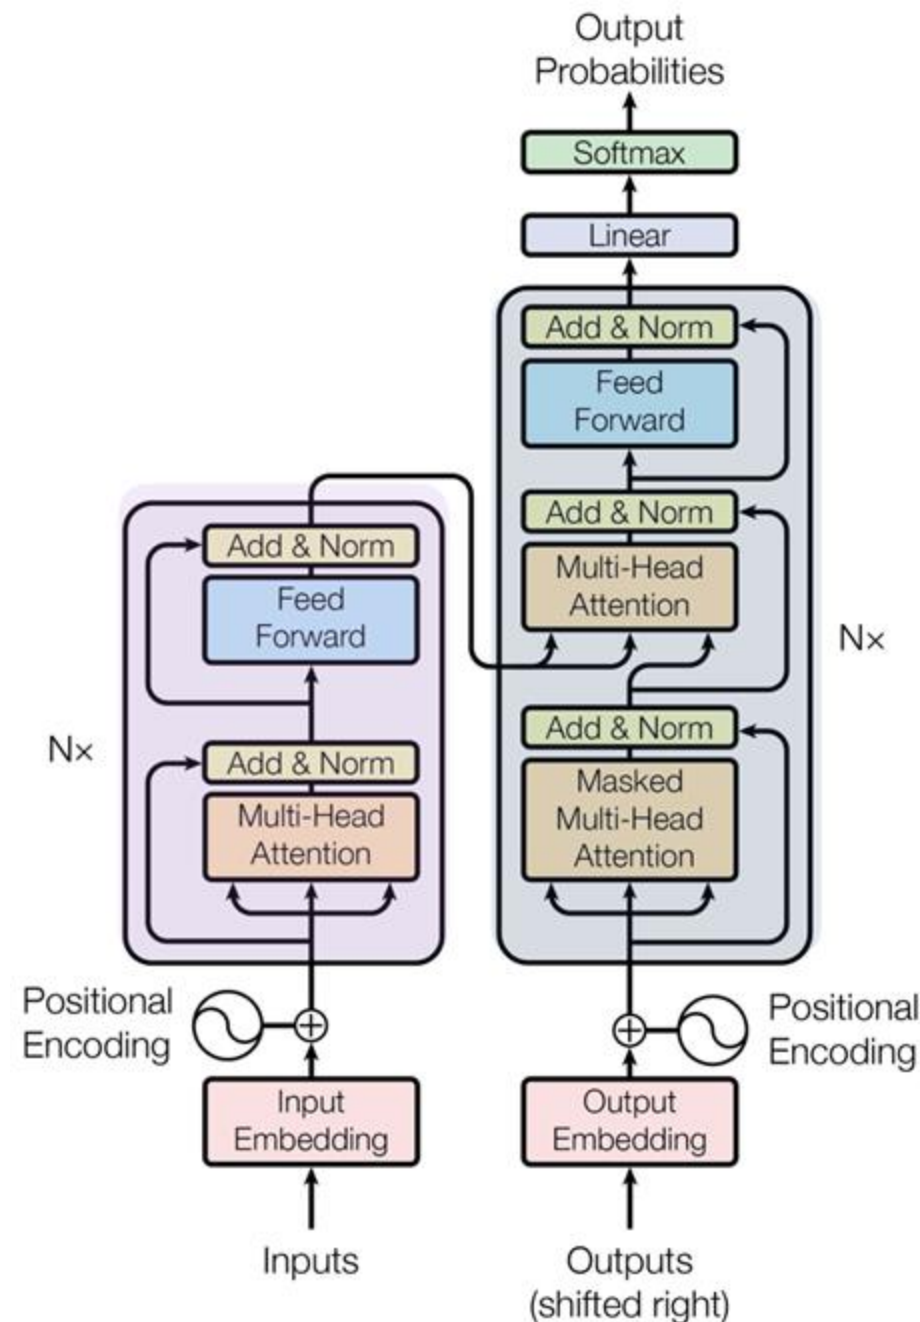 Output
Probabilities
Softmax
Linear
Add & Norm
Feed
Forward
Add & Norm
Multi-Head
Attention
Add & Norm
Masked
Multi-Head
Attention
Nx
Add & Norm
Feed
Forward
Add & Norm
Multi-Head
Attention
Nx
Positional
Encoding
Positional
Encoding
Input
Embedding
Output
Embedding
Inputs
Outputs
(shifted right)